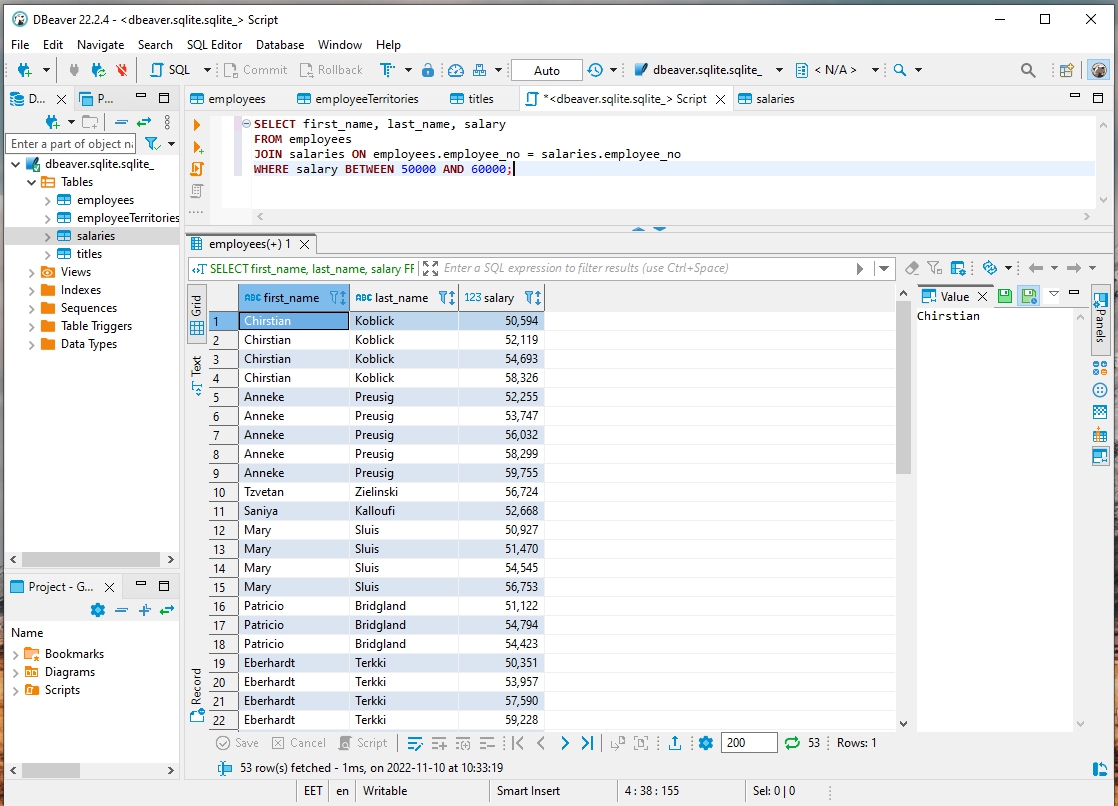 DBeaver 22.2.4 - <dbeaver.sqlite.sqlite_> Script
File Edit Navigate Search SQL Editor Database Window Help
SQL Commit Rollback Auto dbeaver.sqlite.sqlite_ < N/A >
D... P...
employees employeeTerritories titles *<dbeaver.sqlite.sqlite_> Script salaries
Enter a part of object n
dbeaver.sqlite.sqlite_
Tables
employees
employeeTerritories
salaries
titles
Views
Indexes
Sequences
Table Triggers
Data Types
SELECT first_name, last_name, salary
FROM employees
JOIN salaries ON employees.employee_no = salaries.employee_no
WHERE salary BETWEEN 50000 AND 60000;
employees(+) 1
SELECT first_name, last_name, salary FF Enter a SQL expression to filter results (use Ctrl+Space)
Grid
Text
Record
ABC first_name ABC last_name 123 salary
1 Chirstian Koblick 50,594
2 Chirstian Koblick 52,119
3 Chirstian Koblick 54,693
4 Chirstian Koblick 58,326
5 Anneke Preusig 52,255
6 Anneke Preusig 53,747
7 Anneke Preusig 56,032
8 Anneke Preusig 58,299
9 Anneke Preusig 59,755
10 Tzvetan Zielinski 56,724
11 Saniya Kalloufi 52,668
12 Mary Sluis 50,927
13 Mary Sluis 51,470
14 Mary Sluis 54,545
15 Mary Sluis 56,753
16 Patricio Bridgland 51,122
17 Patricio Bridgland 54,794
18 Patricio Bridgland 54,423
19 Eberhardt Terkki 50,351
20 Eberhardt Terkki 53,957
21 Eberhardt Terkki 57,590
22 Eberhardt Terkki 59,228
Value
Chirstian
Panels
Project - G...
Name
Bookmarks
Diagrams
Scripts
Save Cancel Script 200 53 Rows: 1
53 row(s) fetched - 1ms, on 2022-11-10 at 10:33:19
EET en Writable Smart Insert 4 : 38 : 155 Sel: 0 | 0